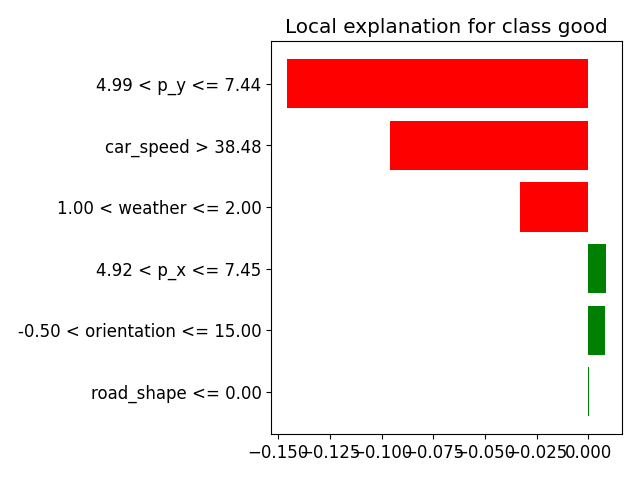 Local explanation for class good
4.99 < p_y <= 7.44
car_speed > 38.48
1.00 < weather <= 2.00
4.92 < p_x <= 7.45
-0.50 < orientation <= 15.00
road_shape <= 0.00
−0.150 −0.125 −0.100 −0.075 −0.050 −0.025 0.000